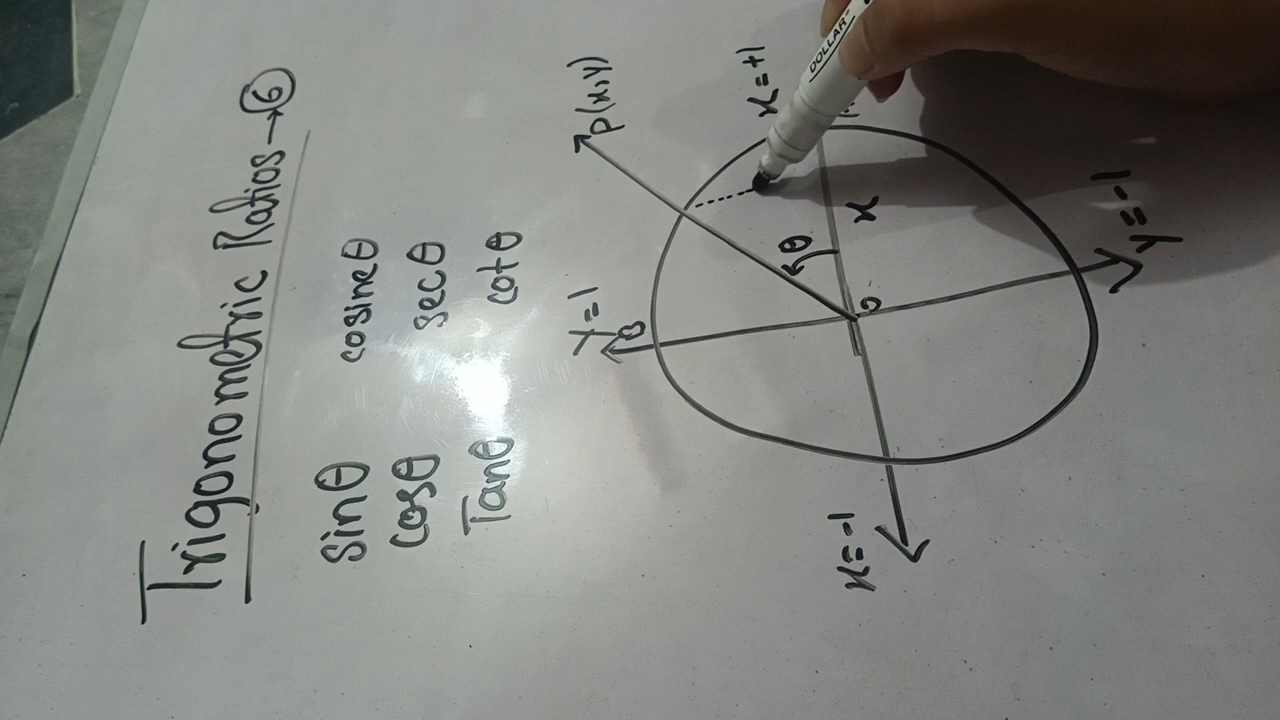 Trigonometric Ratios→6
sinθ cosineθ
cosθ secθ
Tanθ cotθ
Y=1
B
P(x,y)
θ
x=+1
x
O
x=-1
Y=-1
DOLLAR